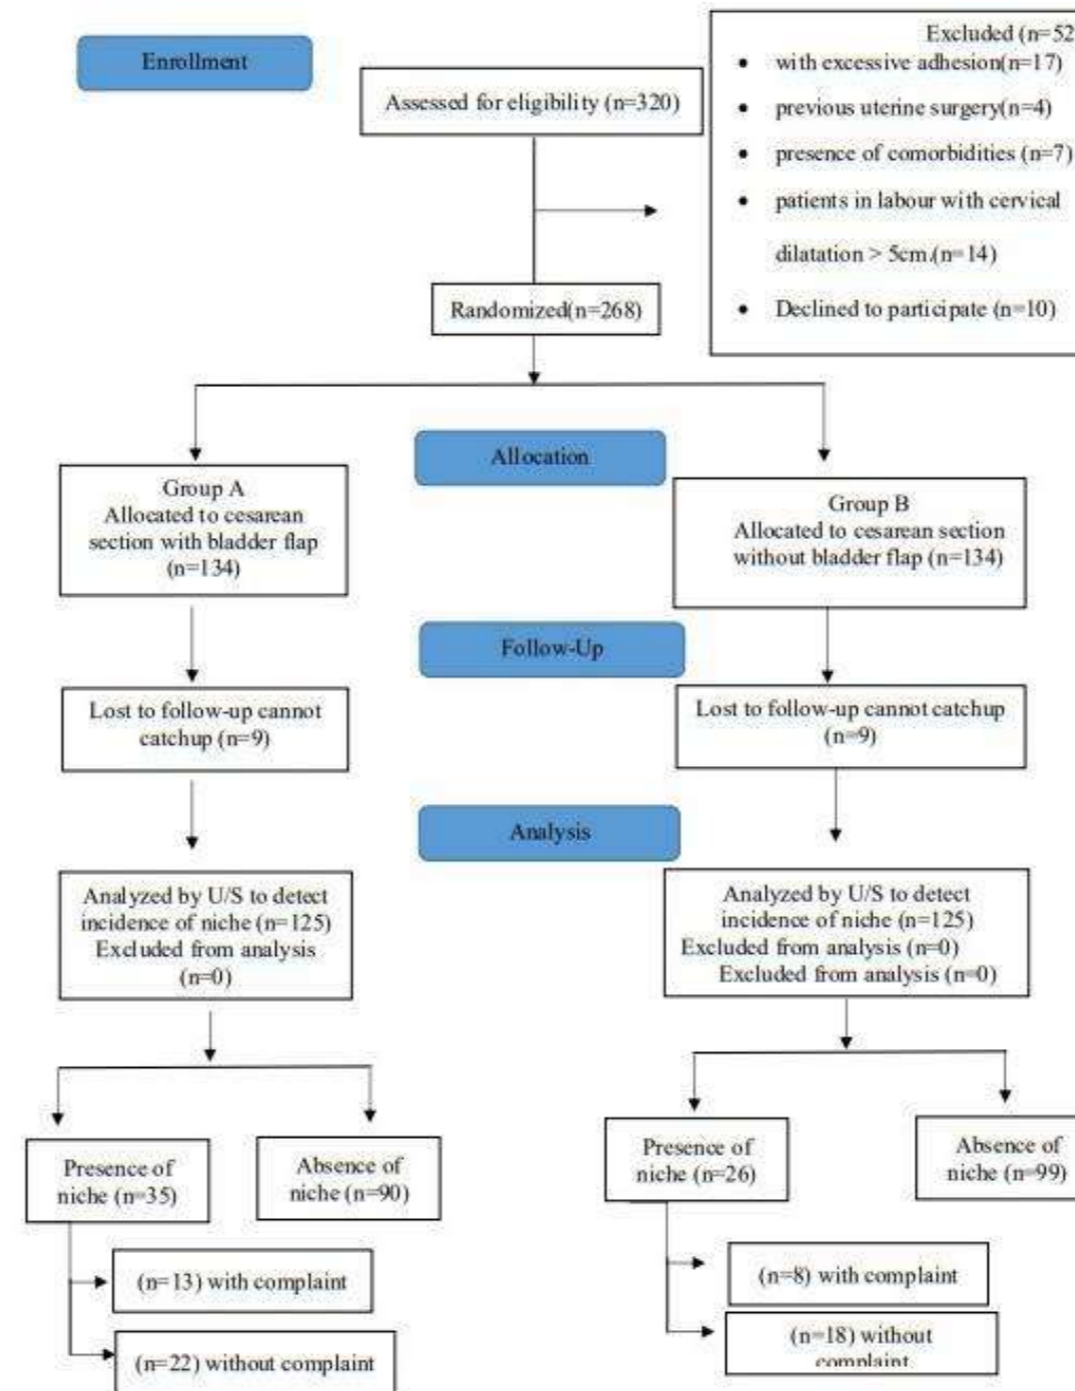 Enrollment
Assessed for eligibility (n=320)
Excluded (n=52
• with excessive adhesion(n=17)
• previous uterine surgery(n=4)
• presence of comorbidities (n=7)
• patients in labour with cervical
dilatation > 5cm.(n=14)
• Declined to participate (n=10)
Randomized(n=268)
Allocation
Group A
Allocated to cesarean
section with bladder flap
(n=134)
Group B
Allocated to cesarean section
without bladder flap (n=134)
Follow-Up
Lost to follow-up cannot
catchup (n=9)
Lost to follow-up cannot catchup
(n=9)
Analysis
Analyzed by U/S to detect
incidence of niche (n=125)
Excluded from analysis
(n=0)
Analyzed by U/S to detect
incidence of niche (n=125)
Excluded from analysis (n=0)
Excluded from analysis (n=0)
Presence of
niche (n=35)
Absence of
niche (n=90)
Presence of
niche (n=26)
Absence of
niche (n=99)
(n=13) with complaint
(n=22) without complaint
(n=8) with complaint
(n=18) without
complaint